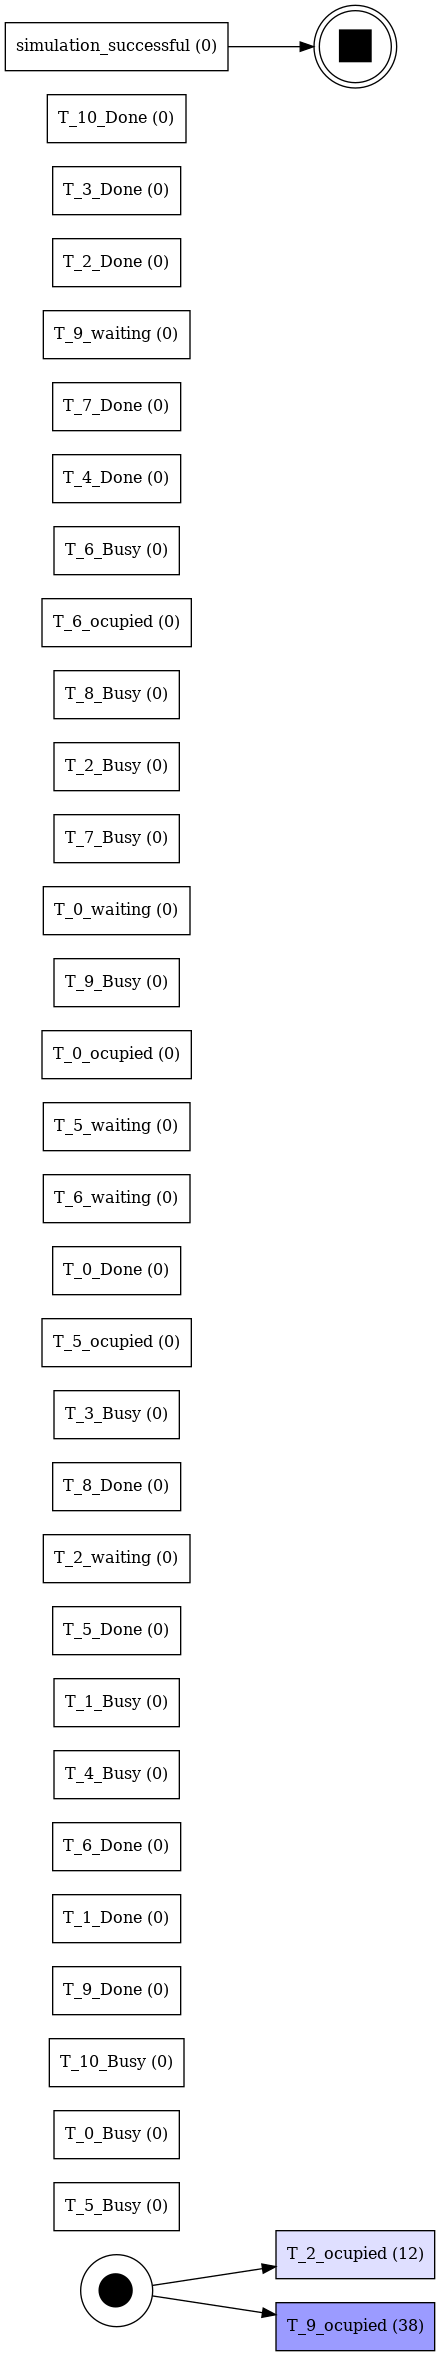 simulation_successful (0)
T_10_Done (0)
T_3_Done (0)
T_2_Done (0)
T_9_waiting (0)
T_7_Done (0)
T_4_Done (0)
T_6_Busy (0)
T_6_ocupied (0)
T_8_Busy (0)
T_2_Busy (0)
T_7_Busy (0)
T_0_waiting (0)
T_9_Busy (0)
T_0_ocupied (0)
T_5_waiting (0)
T_6_waiting (0)
T_0_Done (0)
T_5_ocupied (0)
T_3_Busy (0)
T_8_Done (0)
T_2_waiting (0)
T_5_Done (0)
T_1_Busy (0)
T_4_Busy (0)
T_6_Done (0)
T_1_Done (0)
T_9_Done (0)
T_10_Busy (0)
T_0_Busy (0)
T_5_Busy (0)
T_2_ocupied (12)
T_9_ocupied (38)